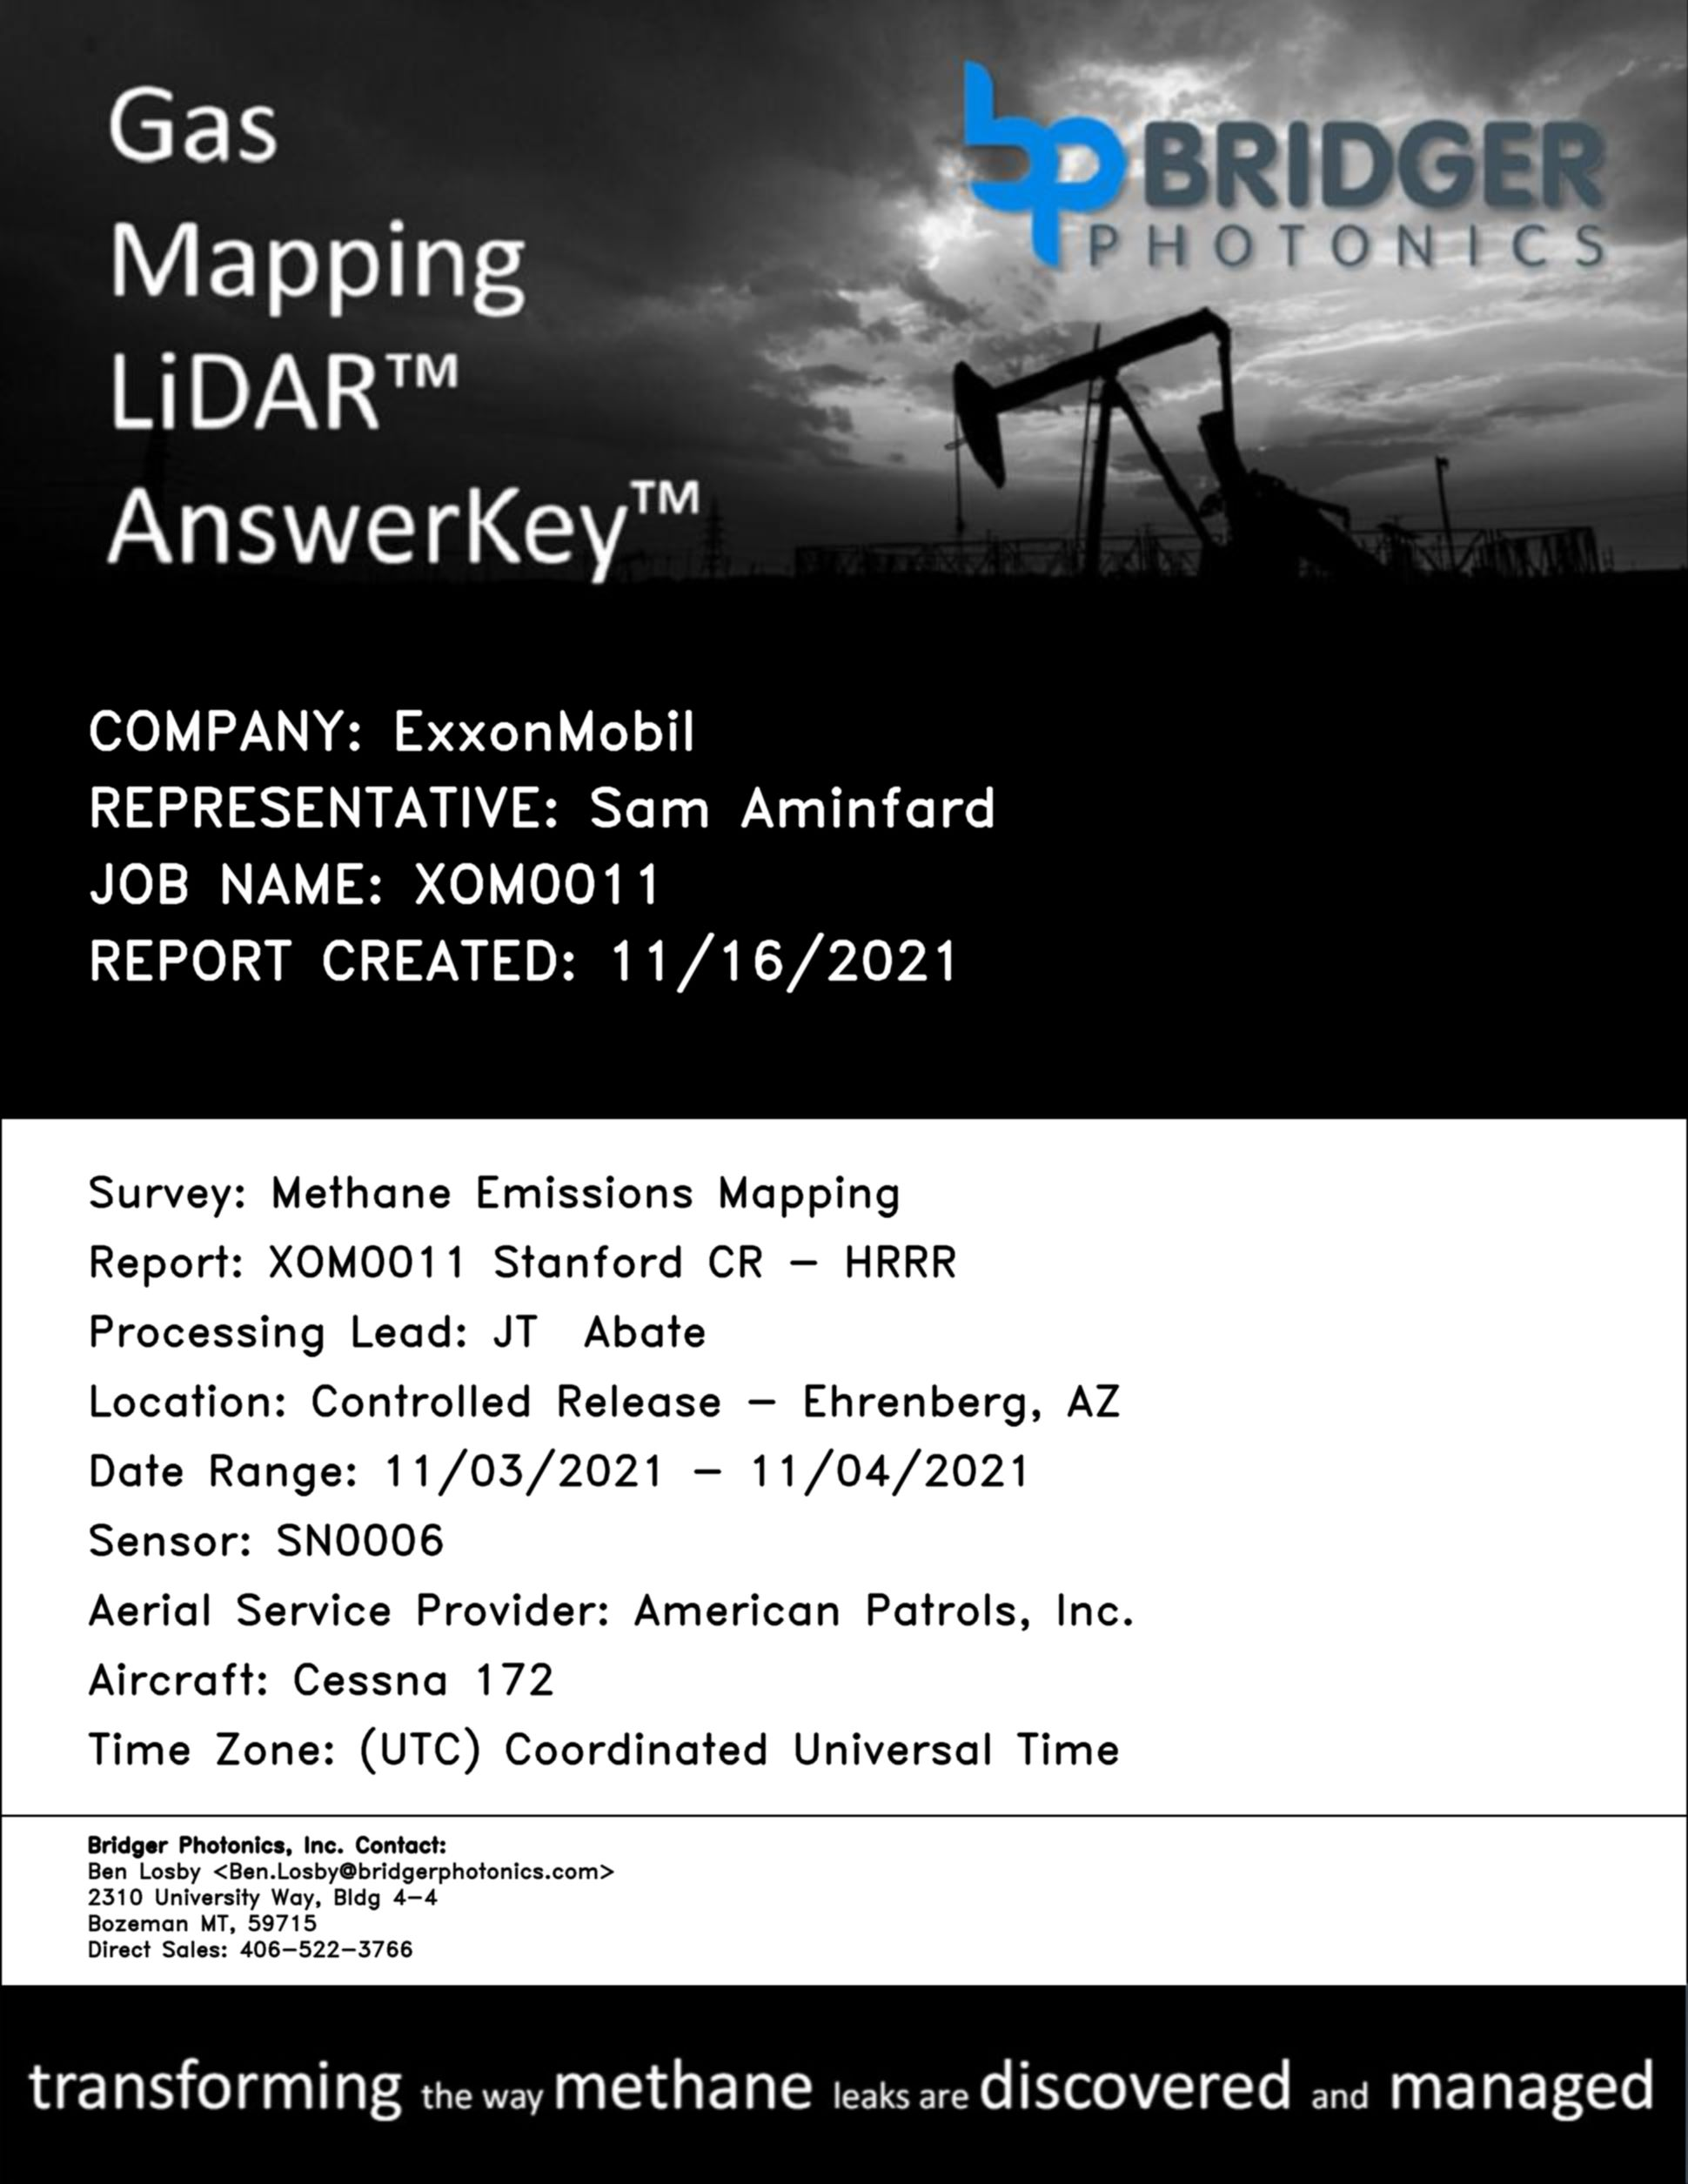 Gas
Mapping
LiDAR™
AnswerKey™
BRIDGER
PHOTONICS
COMPANY: ExxonMobil
REPRESENTATIVE: Sam Aminfard
JOB NAME: XOM0011
REPORT CREATED: 11/16/2021
Survey: Methane Emissions Mapping
Report: XOM0011 Stanford CR – HRRR
Processing Lead: JT  Abate
Location: Controlled Release – Ehrenberg, AZ
Date Range: 11/03/2021 – 11/04/2021
Sensor: SN0006
Aerial Service Provider: American Patrols, Inc.
Aircraft: Cessna 172
Time Zone: (UTC) Coordinated Universal Time
Bridger Photonics, Inc. Contact:
Ben Losby <Ben.Losby@bridgerphotonics.com>
2310 University Way, Bldg 4–4
Bozeman MT, 59715
Direct Sales: 406–522–3766
transforming the way methane leaks are discovered and managed